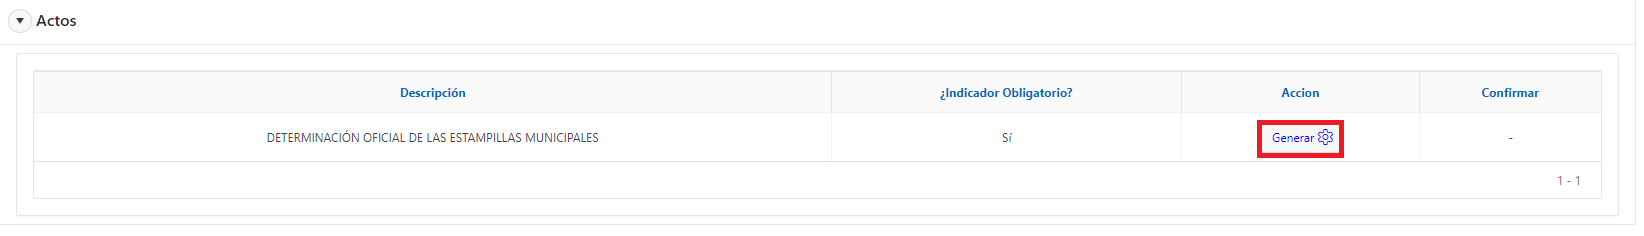 Actos
Descripción ¿Indicador Obligatorio? Accion Confirmar
DETERMINACIÓN OFICIAL DE LAS ESTAMPILLAS MUNICIPALES Sí Generar -
1 - 1